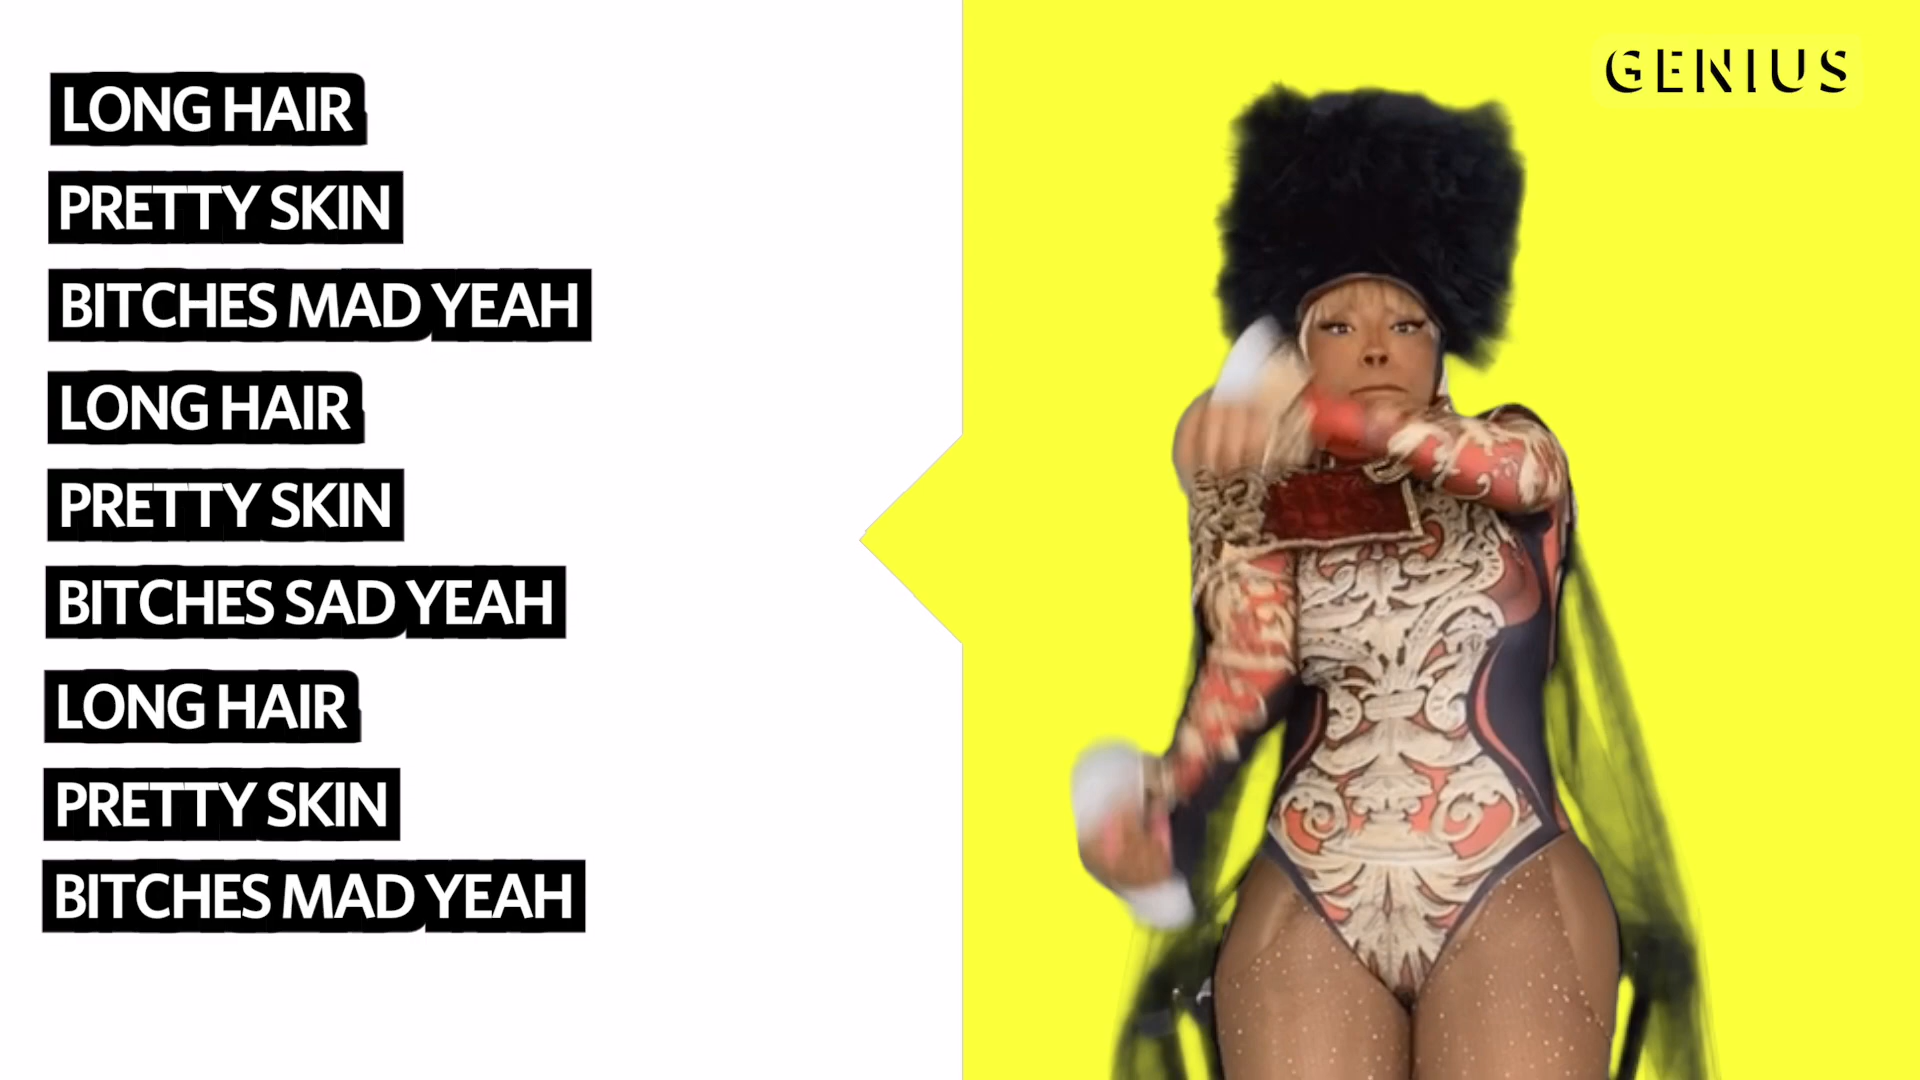 LONG HAIR
PRETTY SKIN
BITCHES MAD YEAH
LONG HAIR
PRETTY SKIN
BITCHES SAD YEAH
LONG HAIR
PRETTY SKIN
BITCHES MAD YEAH
GENIUS